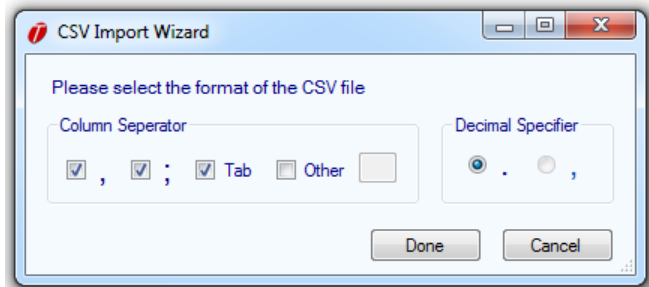 CSV Import Wizard
Please select the format of the CSV file
Column Seperator
Decimal Specifier
, ; Tab Other
. ,
Done Cancel